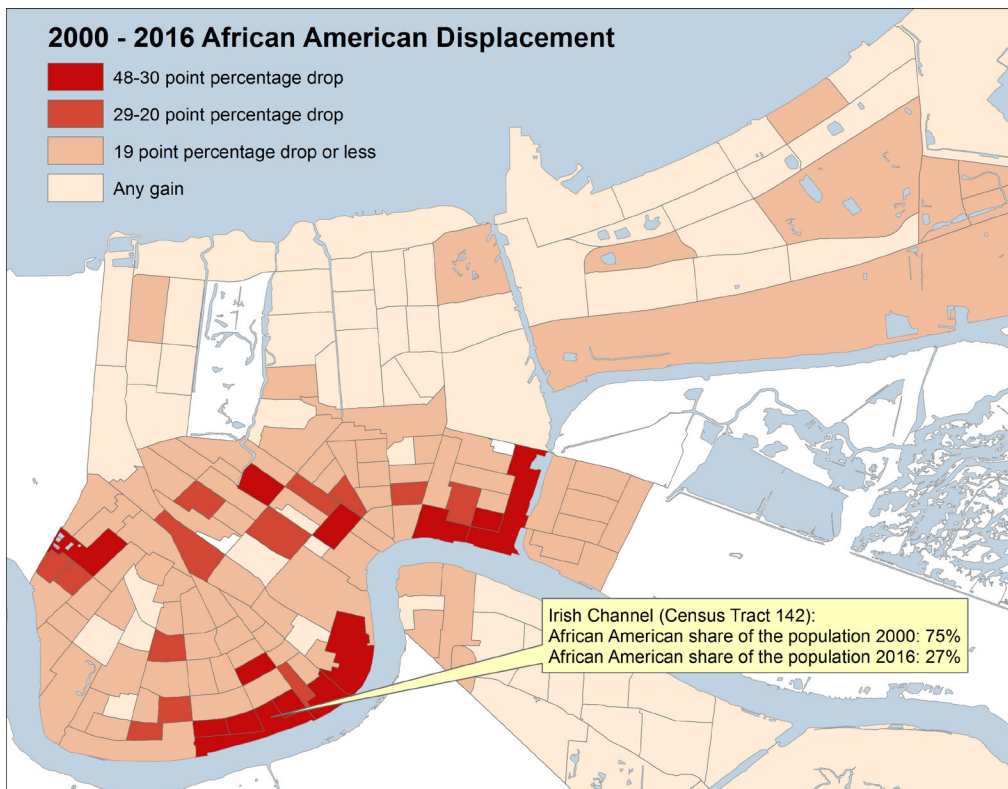 2000 - 2016 African American Displacement
48-30 point percentage drop
29-20 point percentage drop
19 point percentage drop or less
Any gain
Irish Channel (Census Tract 142):
African American share of the population 2000: 75%
African American share of the population 2016: 27%